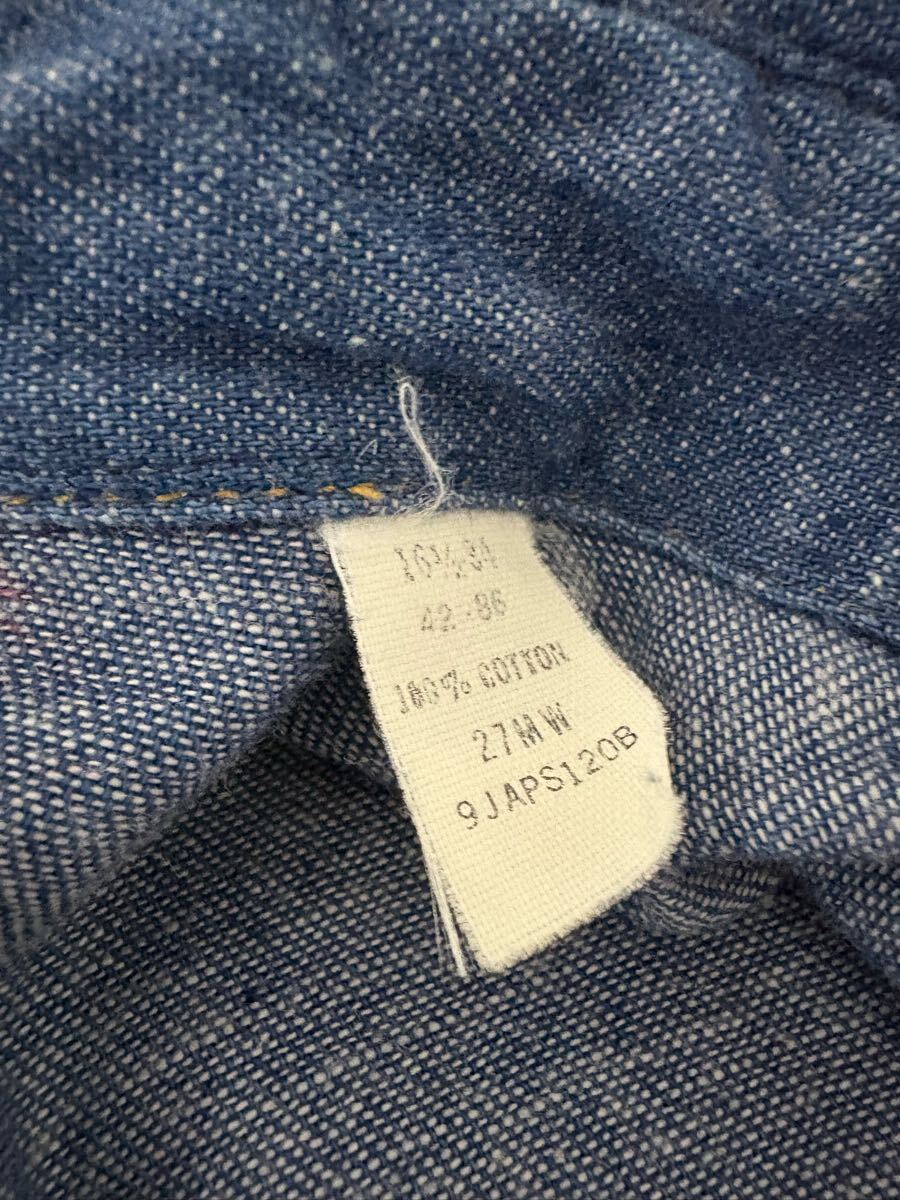 16½-34
42-86
100% COTTON
27MW
9JAPS120B